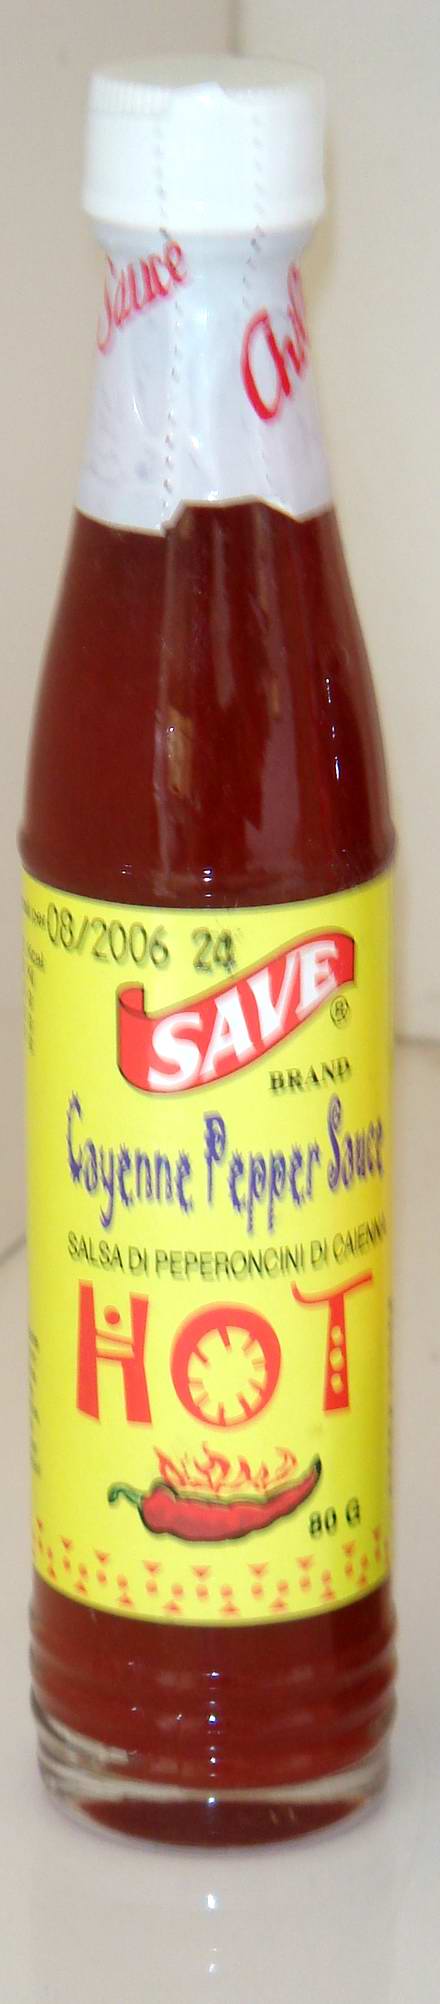 Sauce
08/2006 24
SAVE ®
BRAND
Cayenne Pepper Sauce
SALSA DI PEPERONCINI DI CAIENNA
HOT
80 G